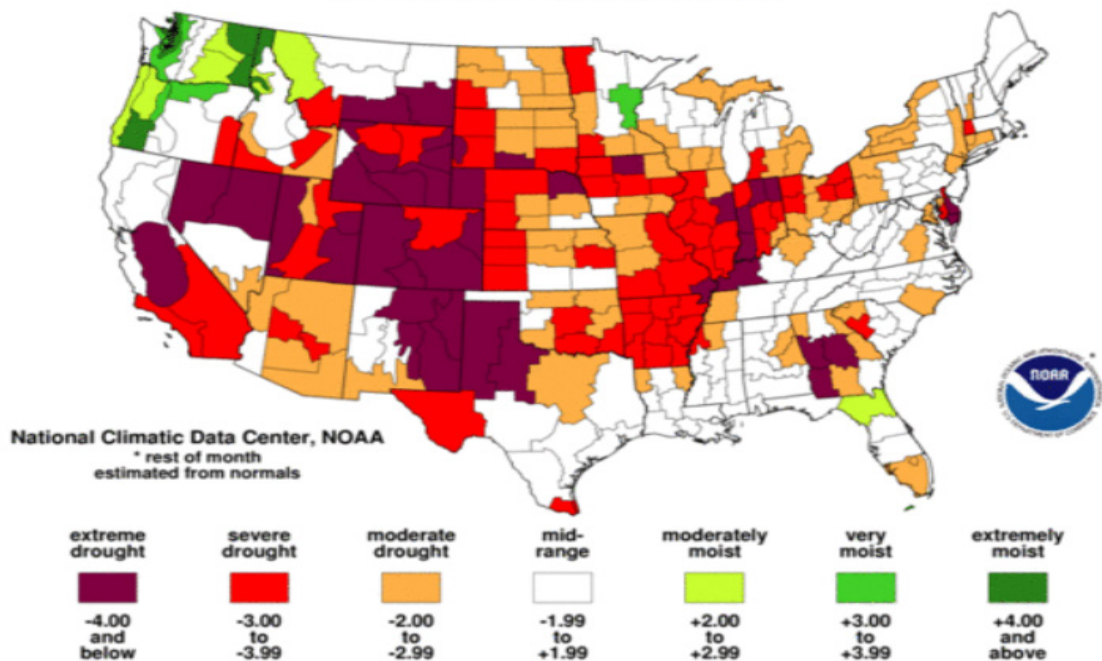 National Climatic Data Center, NOAA
* rest of month
estimated from normals
NOAA
extreme
drought
severe
drought
moderate
drought
mid-
range
moderately
moist
very
moist
extremely
moist
-4.00
and
below
-3.00
to
-3.99
-2.00
to
-2.99
-1.99
to
+1.99
+2.00
to
+2.99
+3.00
to
+3.99
+4.00
and
above